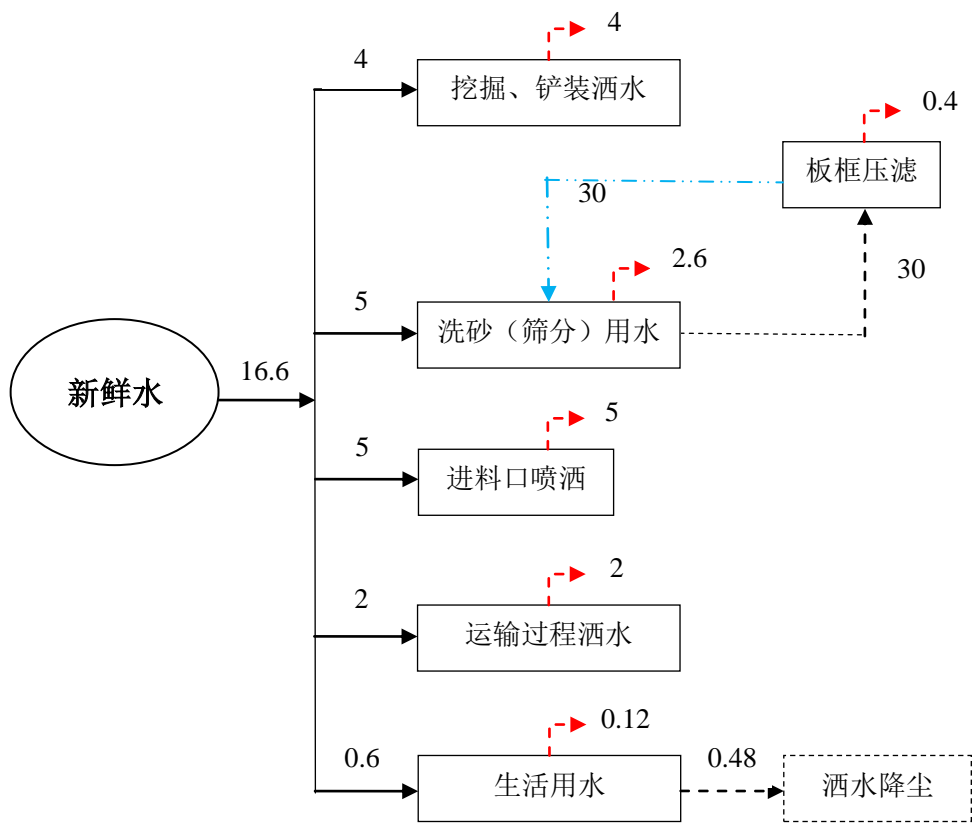 4
4
挖掘、铲装洒水
0.4
板框压滤
30
30
2.6
5
洗砂（筛分）用水
新鲜水
16.6
5
5
进料口喷洒
2
2
运输过程洒水
0.12
0.6
生活用水
0.48
洒水降尘